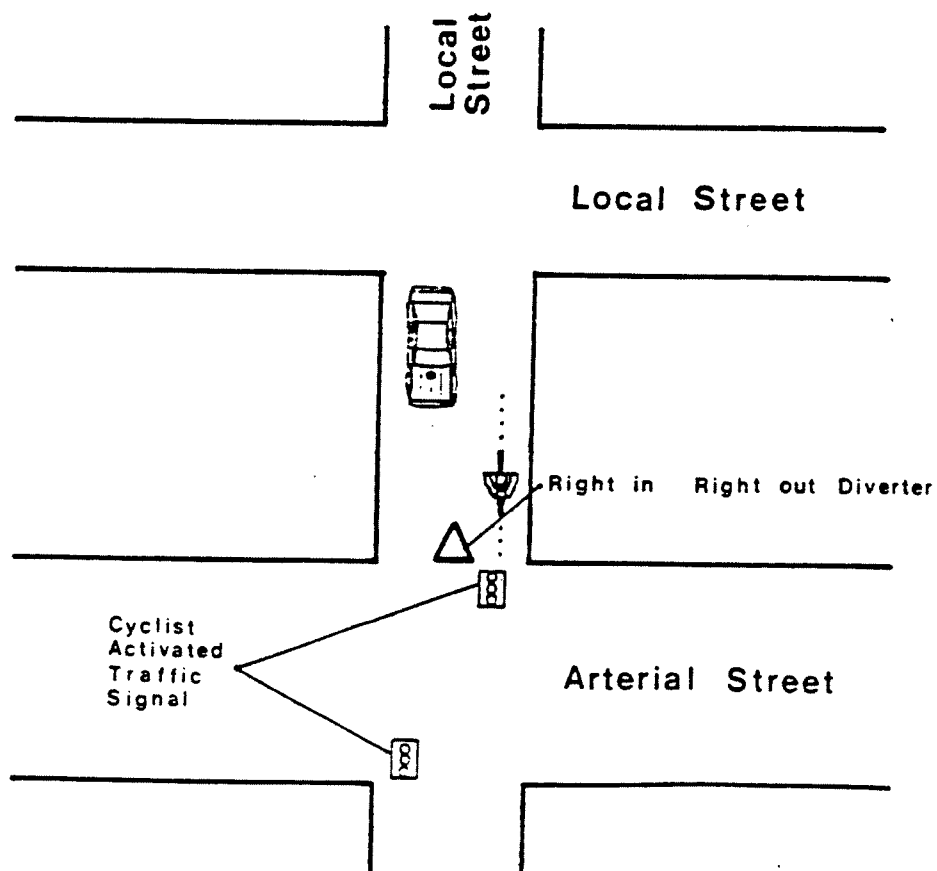 Local
Street
Local Street
Right in Right out Diverter
Cyclist
Activated
Traffic
Signal
Arterial Street